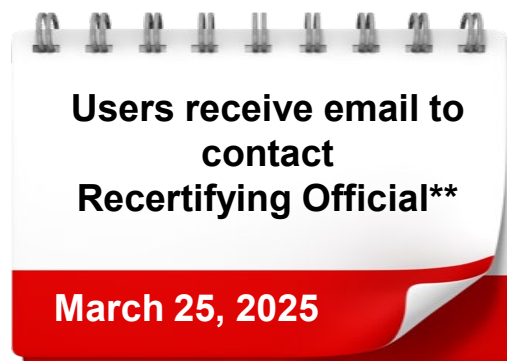 Users receive email to
contact
Recertifying Official**
March 25, 2025